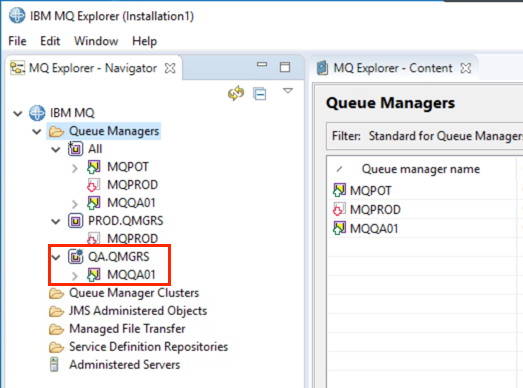 IBM MQ Explorer (Installation1)
File Edit Window Help
MQ Explorer - Navigator
IBM MQ
Queue Managers
All
MQPOT
MQPROD
MQQA01
PROD.QMGRS
MQPROD
QA.QMGRS
MQQA01
Queue Manager Clusters
JMS Administered Objects
Managed File Transfer
Service Definition Repositories
Administered Servers
MQ Explorer - Content
Queue Managers
Filter: Standard for Queue Managers
Queue manager name
MQPOT
MQPROD
MQQA01